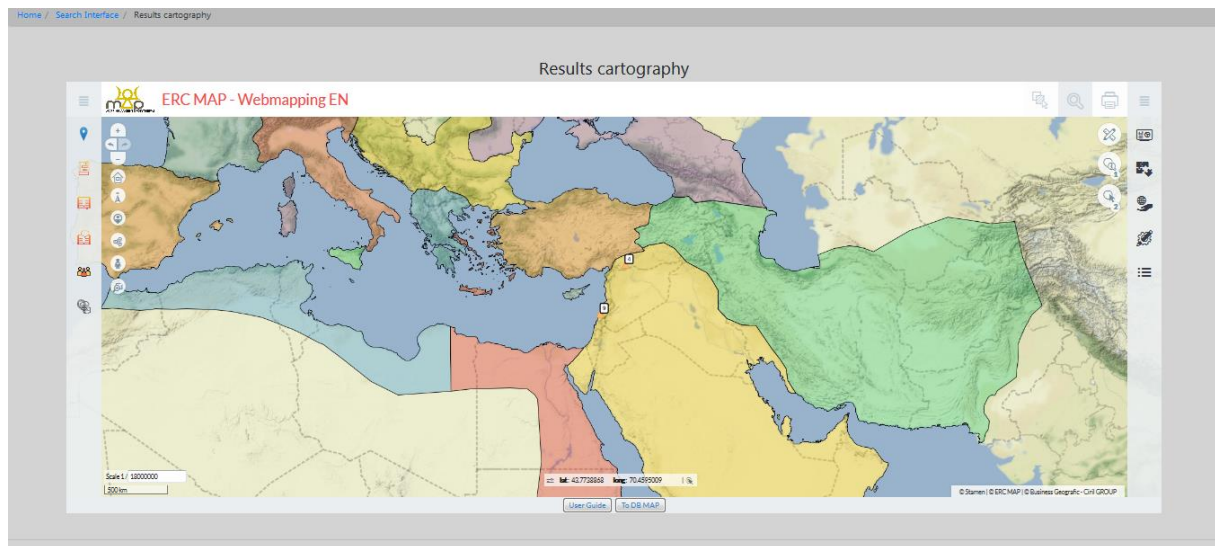 Home / Search Interface / Results cartography
Results cartography
map
ERC MAP - Webmapping EN
Scale 1 / 18000000
500 km
lat: 43.7738868 long: 70.4595009
© Stamen | © ERC MAP | © Business Geografic - Ciril GROUP
User Guide
To DB MAP